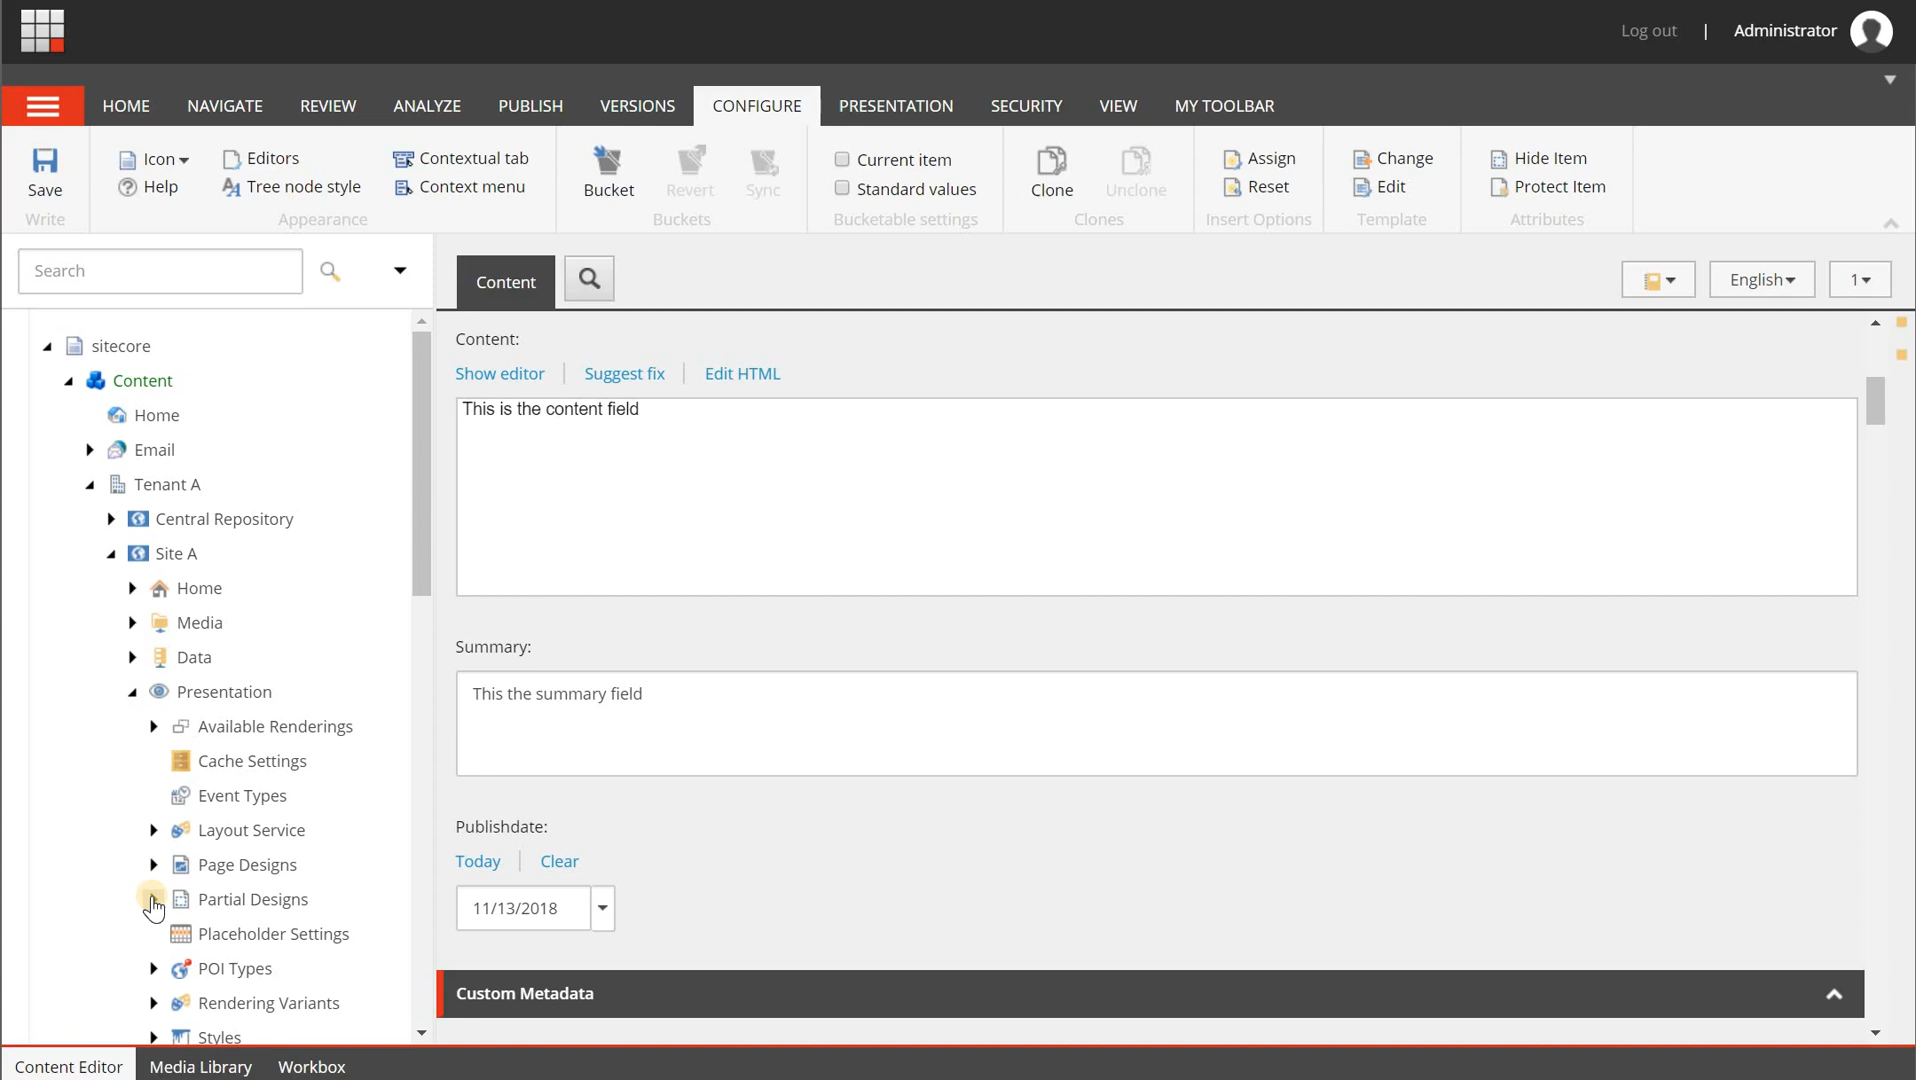 Log out | Administrator
HOME NAVIGATE REVIEW ANALYZE PUBLISH VERSIONS CONFIGURE PRESENTATION SECURITY VIEW MY TOOLBAR
Icon Editors Contextual tab Current item Assign Change Hide Item
Save Help Tree node style Context menu Bucket Revert Sync Standard values Clone Unclone Reset Edit Protect Item
Write Appearance Buckets Bucketable settings Clones Insert Options Template Attributes
Search
Content English 1
sitecore
Content
Home
Email
Tenant A
Central Repository
Site A
Home
Media
Data
Presentation
Available Renderings
Cache Settings
Event Types
Layout Service
Page Designs
Partial Designs
Placeholder Settings
POI Types
Rendering Variants
Styles
Content:
Show editor | Suggest fix | Edit HTML
This is the content field
Summary:
This the summary field
Publishdate:
Today | Clear
11/13/2018
Custom Metadata
Content Editor Media Library Workbox